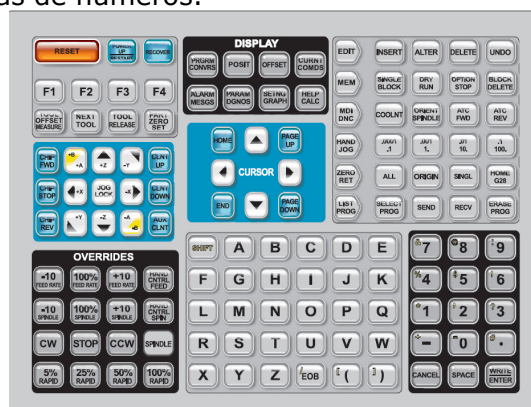 as de números.
RESET POWER UP RESTART RECOVER
F1 F2 F3 F4
TOOL OFFSET MEASURE NEXT TOOL TOOL RELEASE PART ZERO SET
DISPLAY
PRGRM CONVRS POSIT OFFSET CURNT COMDS
ALARM MESGS PARAM DGNOS SETNG GRAPH HELP CALC
EDIT INSERT ALTER DELETE UNDO
MEM SINGLE BLOCK DRY RUN OPTION STOP BLOCK DELETE
MDI DNC COOLNT ORIENT SPINDLE ATC FWD ATC REV
HAND JOG .0001 .1 .001 1. .01 10. .1 100.
ZERO RET ALL ORIGIN SINGL HOME G28
LIST PROG SELECT PROG SEND RECV ERASE PROG
CHIP FWD +B +Z -Y CLNT UP
CHIP STOP +X JOG LOCK -X CLNT DOWN
CHIP REV +Y -Z -B AUX CLNT
HOME PAGE UP
CURSOR
END PAGE DOWN
OVERRIDES
-10 FEED RATE 100% FEED RATE +10 FEED RATE HAND CNTRL FEED
-10 SPINDLE 100% SPINDLE +10 SPINDLE HAND CNTRL SPIN
CW STOP CCW SPINDLE
5% RAPID 25% RAPID 50% RAPID 100% RAPID
SHIFT A B C D E
F G H I J K
L M N O P Q
R S T U V W
X Y Z EOB [ ( ] )
7 8 9
4 5 6
1 2 3
- 0 .
CANCEL SPACE WRITE ENTER